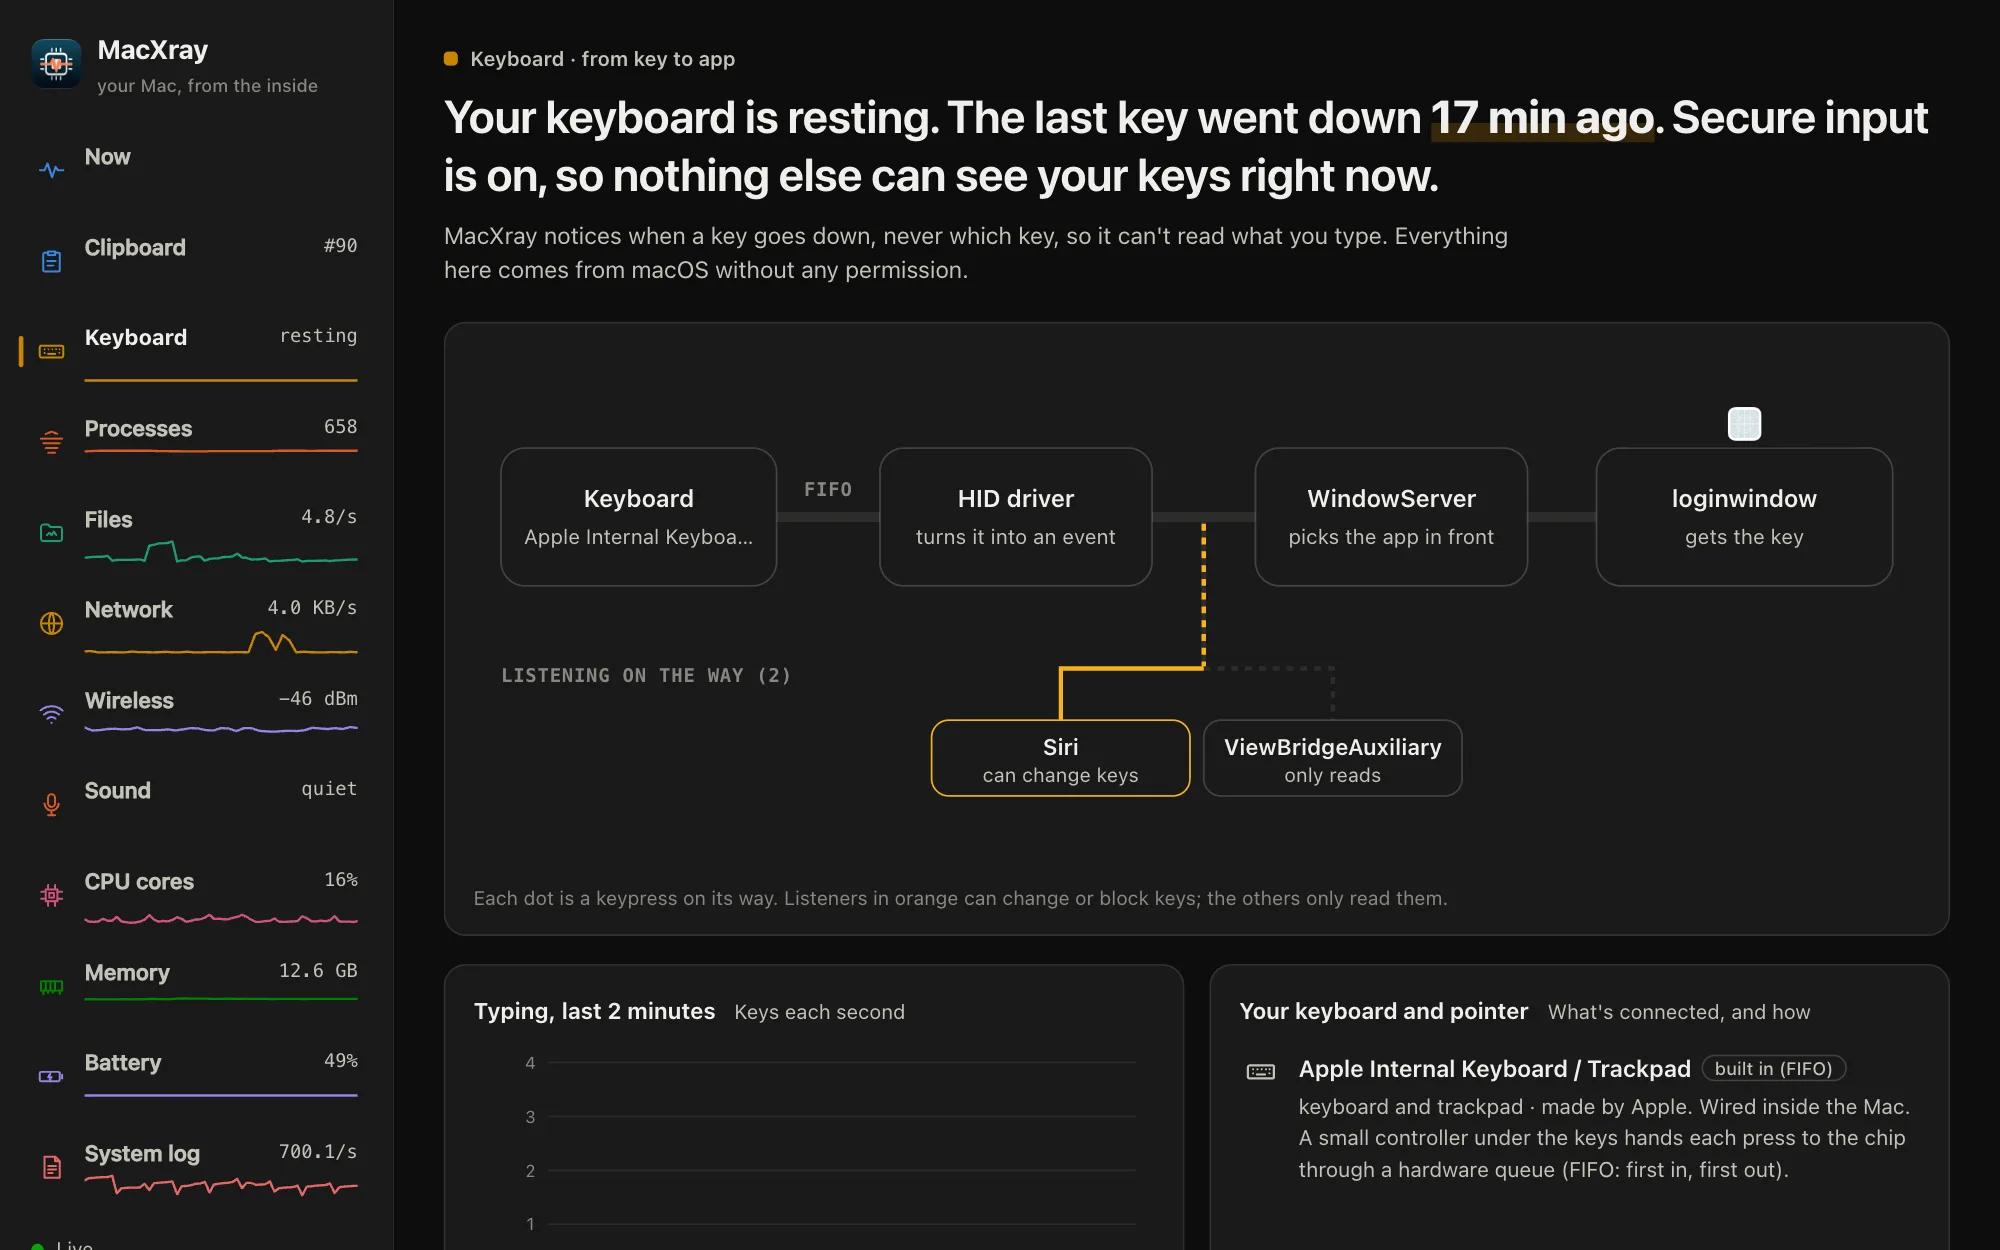 MacXray
your Mac, from the inside
Now
Clipboard #90
Keyboard resting
Processes 658
Files 4.8/s
Network 4.0 KB/s
Wireless −46 dBm
Sound quiet
CPU cores 16%
Memory 12.6 GB
Battery 49%
System log 700.1/s
Live
Keyboard · from key to app
Your keyboard is resting. The last key went down 17 min ago. Secure input
is on, so nothing else can see your keys right now.
MacXray notices when a key goes down, never which key, so it can't read what you type. Everything
here comes from macOS without any permission.
Keyboard
Apple Internal Keyboa...
FIFO
HID driver
turns it into an event
WindowServer
picks the app in front
loginwindow
gets the key
LISTENING ON THE WAY (2)
Siri
can change keys
ViewBridgeAuxiliary
only reads
Each dot is a keypress on its way. Listeners in orange can change or block keys; the others only read them.
Typing, last 2 minutes Keys each second
4
3
2
1
Your keyboard and pointer What's connected, and how
Apple Internal Keyboard / Trackpad built in (FIFO)
keyboard and trackpad · made by Apple. Wired inside the Mac.
A small controller under the keys hands each press to the chip
through a hardware queue (FIFO: first in, first out).